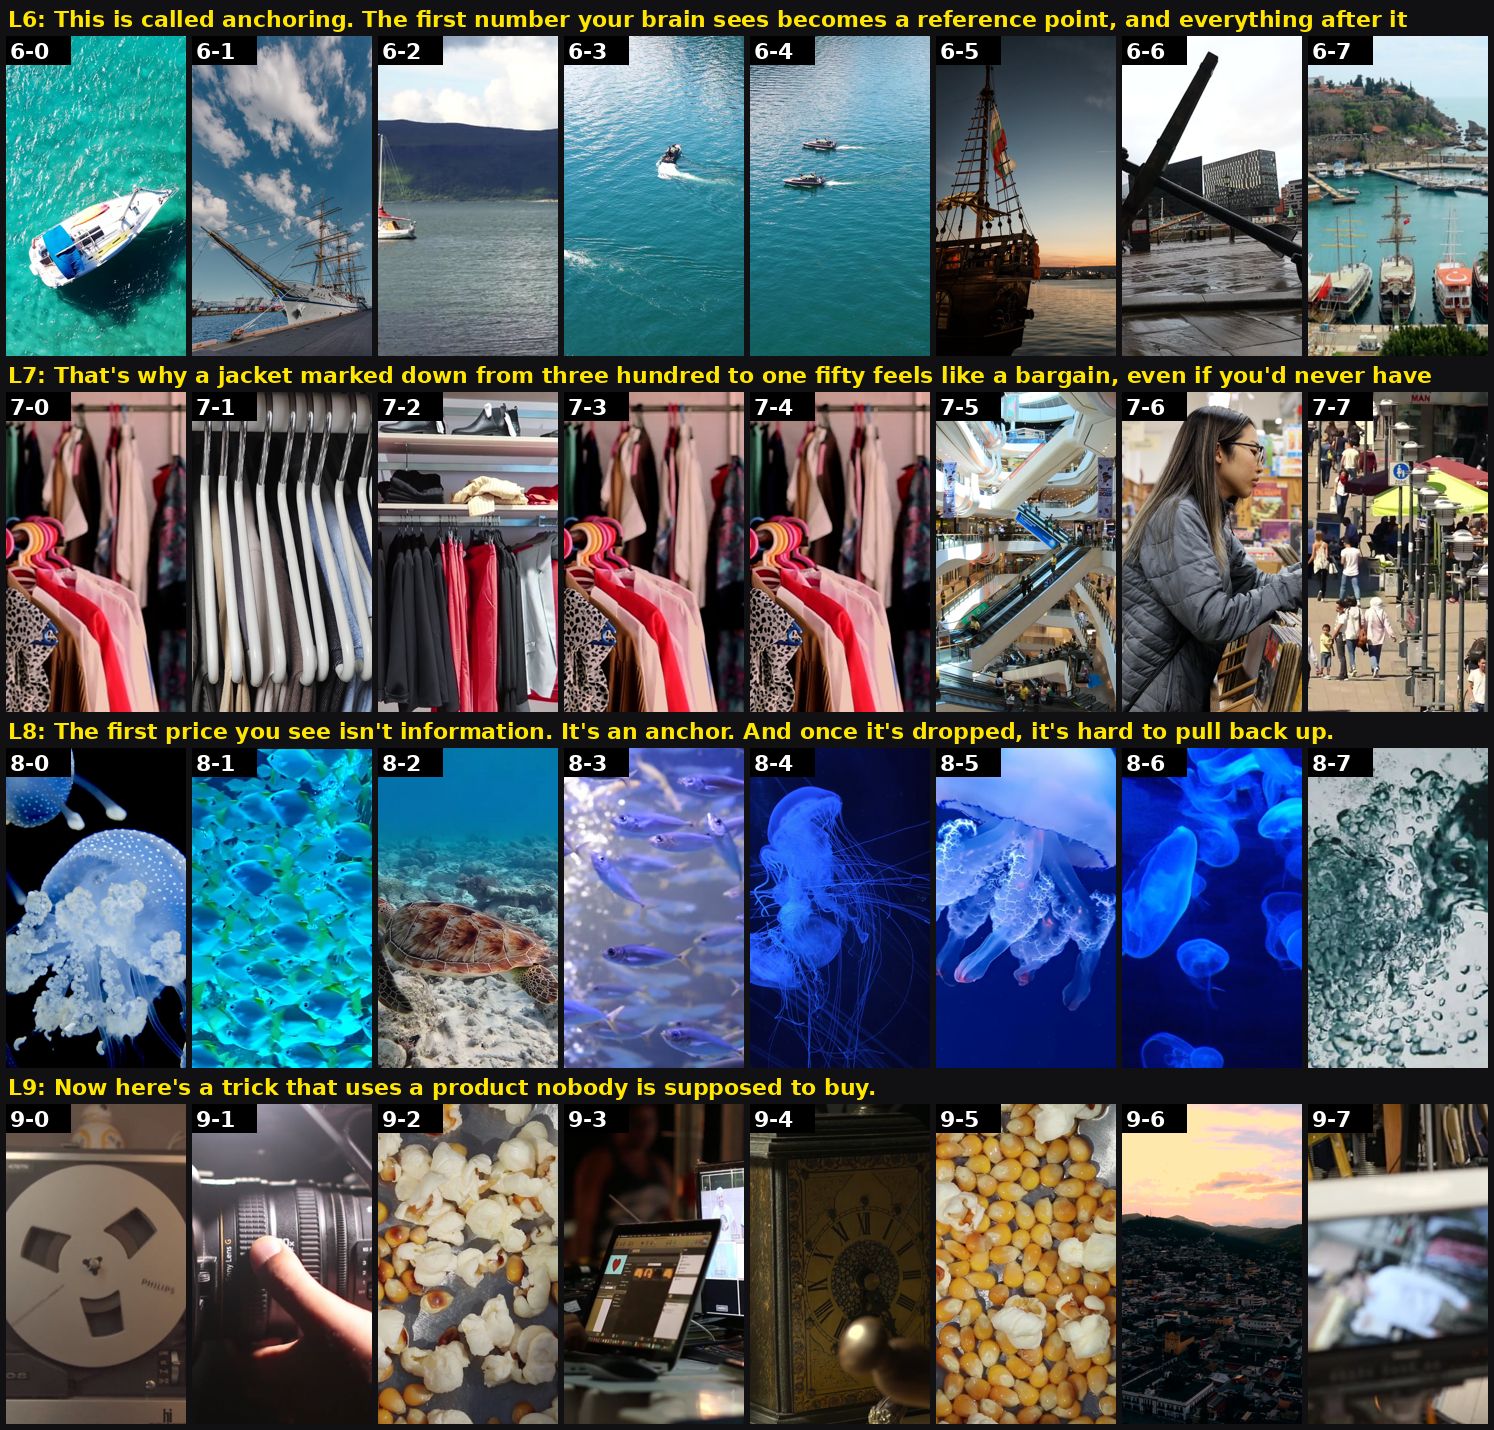 L6: This is called anchoring. The first number your brain sees becomes a reference point, and everything after it
6-0 6-1 6-2 6-3 6-4 6-5 6-6 6-7
L7: That's why a jacket marked down from three hundred to one fifty feels like a bargain, even if you'd never have
7-0 7-1 7-2 7-3 7-4 7-5 7-6 7-7
MAN
ZONE
L8: The first price you see isn't information. It's an anchor. And once it's dropped, it's hard to pull back up.
8-0 8-1 8-2 8-3 8-4 8-5 8-6 8-7
L9: Now here's a trick that uses a product nobody is supposed to buy.
9-0 9-1 9-2 9-3 9-4 9-5 9-6 9-7
PHILIPS
Lens G
hi